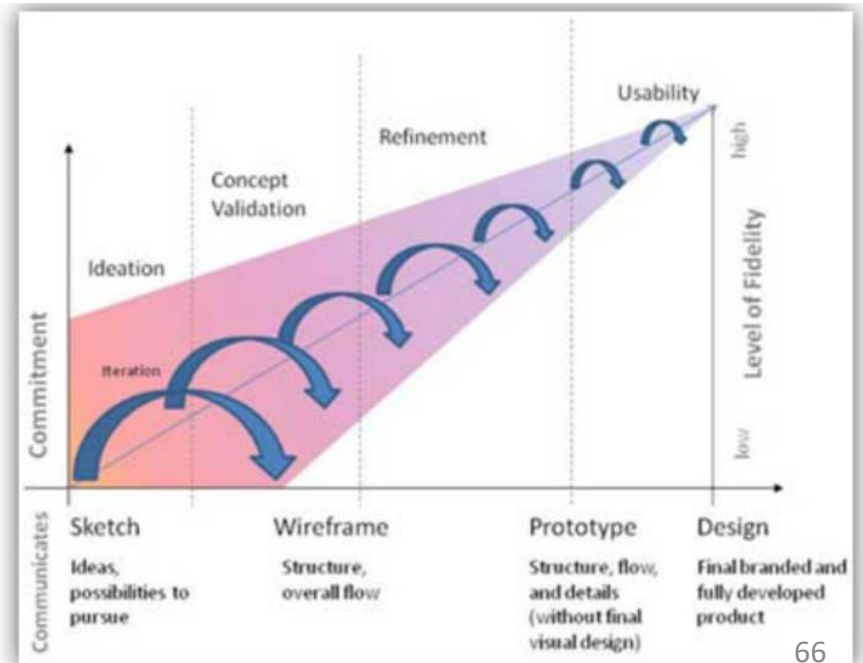 Usability
Refinement
Concept
Validation
Ideation
Iteration
Commitment
high
Level of Fidelity
low
Communicates
Sketch
Ideas,
possibilities to
pursue
Wireframe
Structure,
overall flow
Prototype
Structure, flow,
and details
(without final
visual design)
Design
Final branded and
fully developed
product
66